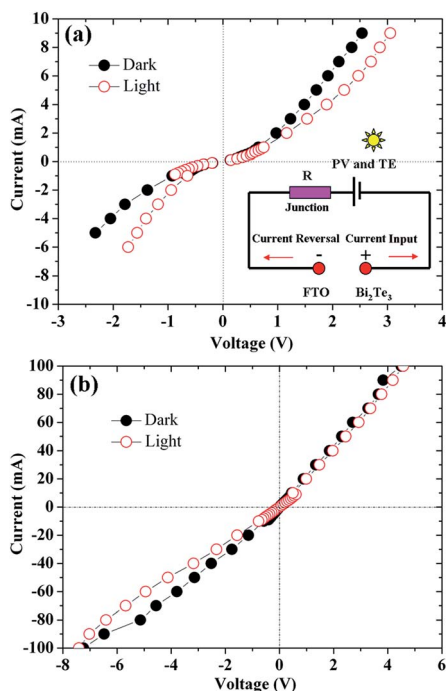 (a)
Dark
Light
Current (mA)
10
8
6
4
2
0
-2
-4
-6
-8
-10
PV and TE
R
Junction
Current Reversal
Current Input
-
+
FTO
Bi₂Te₃
-3
-2
-1
0
1
2
3
4
Voltage (V)
(b)
Dark
Light
Current (mA)
100
80
60
40
20
0
-20
-40
-60
-80
-100
-8
-6
-4
-2
0
2
4
6
Voltage (V)